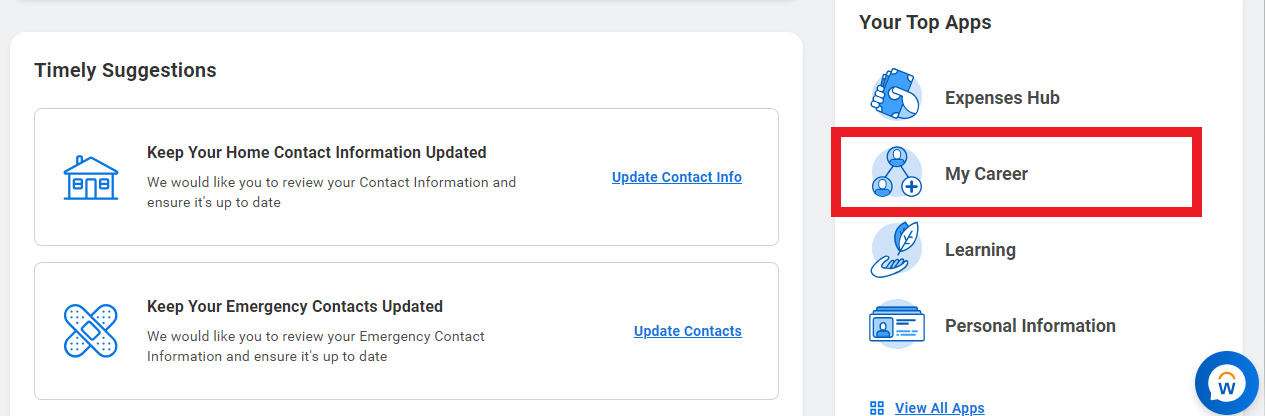 Timely Suggestions
Keep Your Home Contact Information Updated
We would like you to review your Contact Information and
ensure it's up to date
Update Contact Info
Keep Your Emergency Contacts Updated
We would like you to review your Emergency Contact
Information and ensure it's up to date
Update Contacts
Your Top Apps
Expenses Hub
My Career
Learning
Personal Information
View All Apps
W